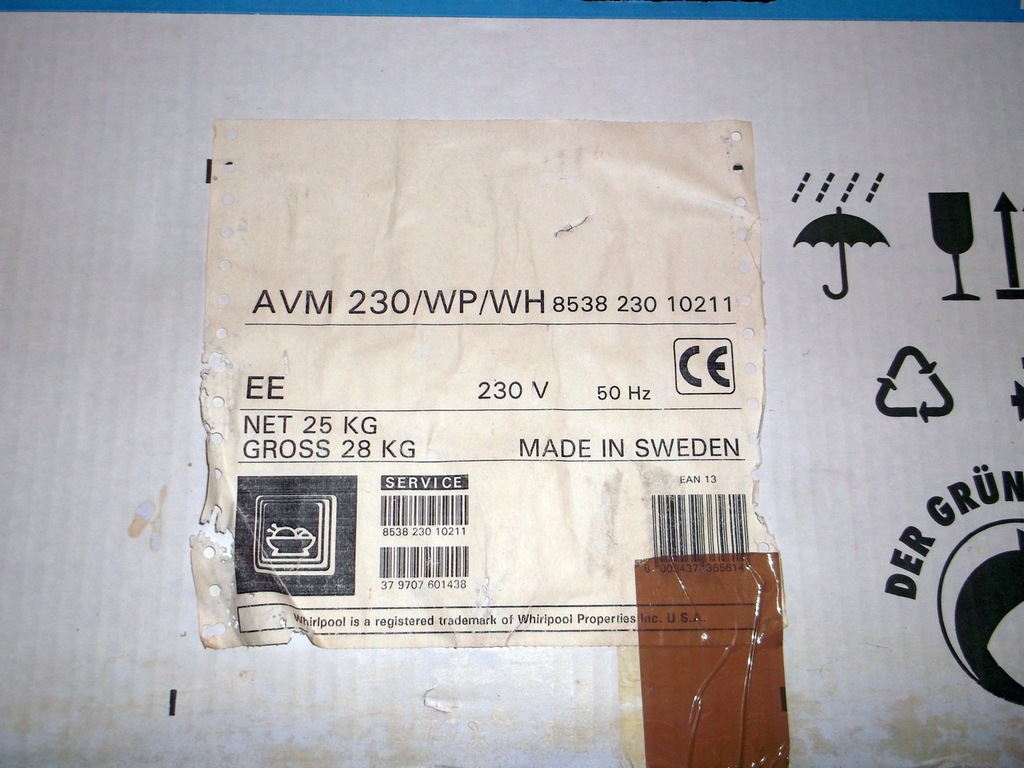 AVM 230/WP/WH 8538 230 10211
CE
EE 230 V 50 Hz
NET 25 KG
GROSS 28 KG MADE IN SWEDEN
SERVICE
8538 230 10211
37 9707 601438
EAN 13
Whirlpool is a registered trademark of Whirlpool Properties Inc. U.S.A.
DER GRÜN